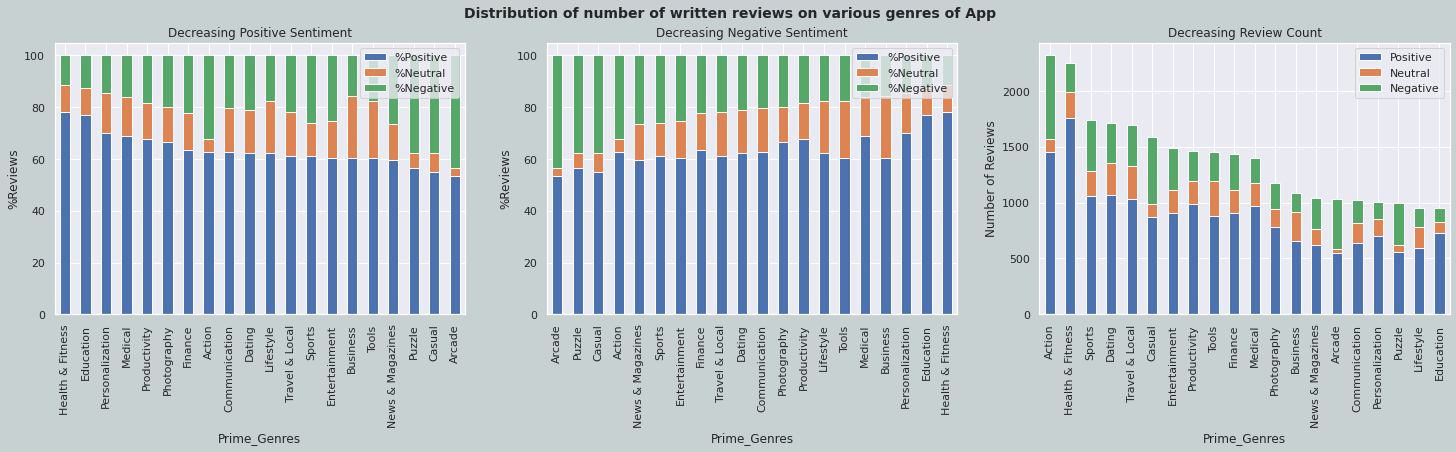 Distribution of number of written reviews on various genres of App
Decreasing Positive Sentiment
%Reviews
100
80
60
40
20
0
%Positive
%Neutral
%Negative
Health & Fitness
Education
Personalization
Medical
Productivity
Photography
Finance
Action
Communication
Dating
Lifestyle
Travel & Local
Sports
Entertainment
Business
Tools
News & Magazines
Puzzle
Casual
Arcade
Prime_Genres
Decreasing Negative Sentiment
%Reviews
100
80
60
40
20
0
%Positive
%Neutral
%Negative
Arcade
Puzzle
Casual
Action
News & Magazines
Sports
Entertainment
Finance
Travel & Local
Dating
Communication
Photography
Productivity
Lifestyle
Tools
Medical
Business
Personalization
Education
Health & Fitness
Prime_Genres
Decreasing Review Count
Number of Reviews
2000
1500
1000
500
0
Positive
Neutral
Negative
Action
Health & Fitness
Sports
Dating
Travel & Local
Casual
Entertainment
Productivity
Tools
Finance
Medical
Photography
Business
News & Magazines
Arcade
Communication
Personalization
Puzzle
Lifestyle
Education
Prime_Genres